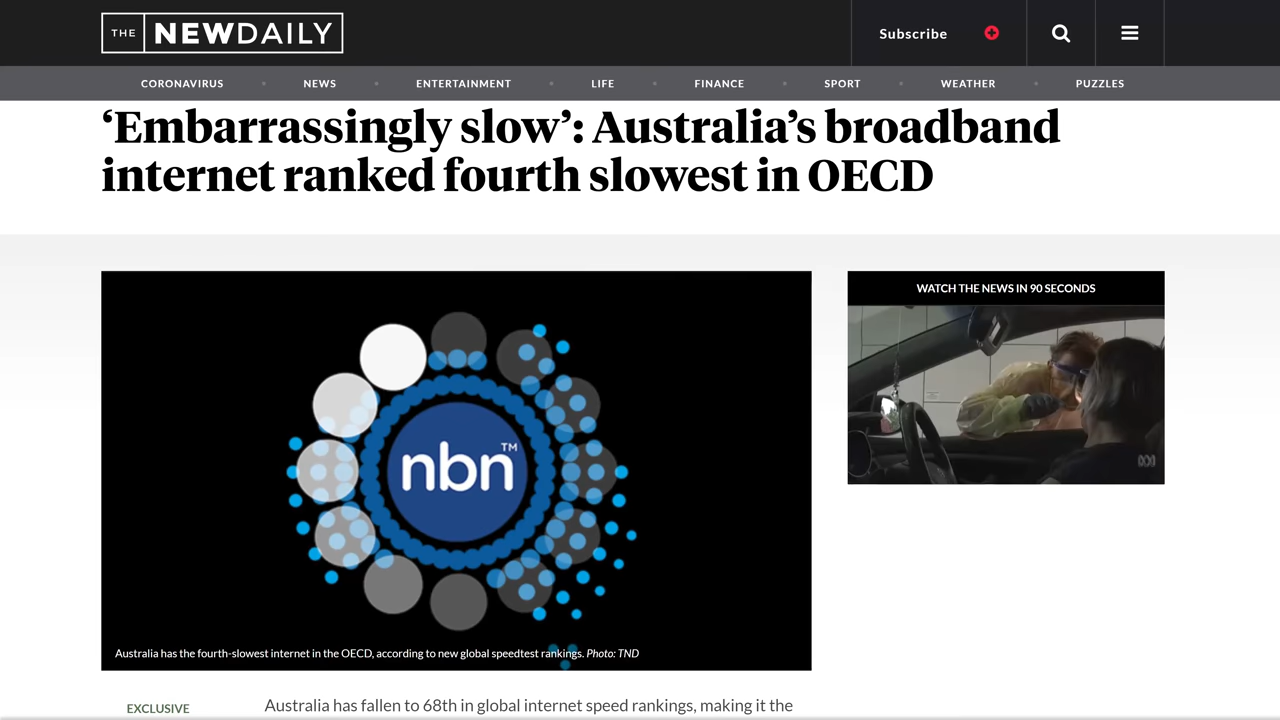 THE NEWDAILY
Subscribe
CORONAVIRUS
NEWS
ENTERTAINMENT
LIFE
FINANCE
SPORT
WEATHER
PUZZLES
‘Embarrassingly slow’: Australia’s broadband
internet ranked fourth slowest in OECD
nbn™
Australia has the fourth-slowest internet in the OECD, according to new global speedtest rankings. Photo: TND
WATCH THE NEWS IN 90 SECONDS
EXCLUSIVE
Australia has fallen to 68th in global internet speed rankings, making it the